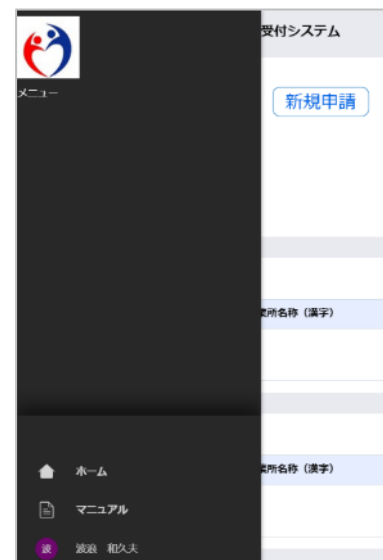 受付システム
メニュー
新規申請
業所名称（漢字）
業所名称（漢字）
ホーム
マニュアル
波 波浪 和久夫